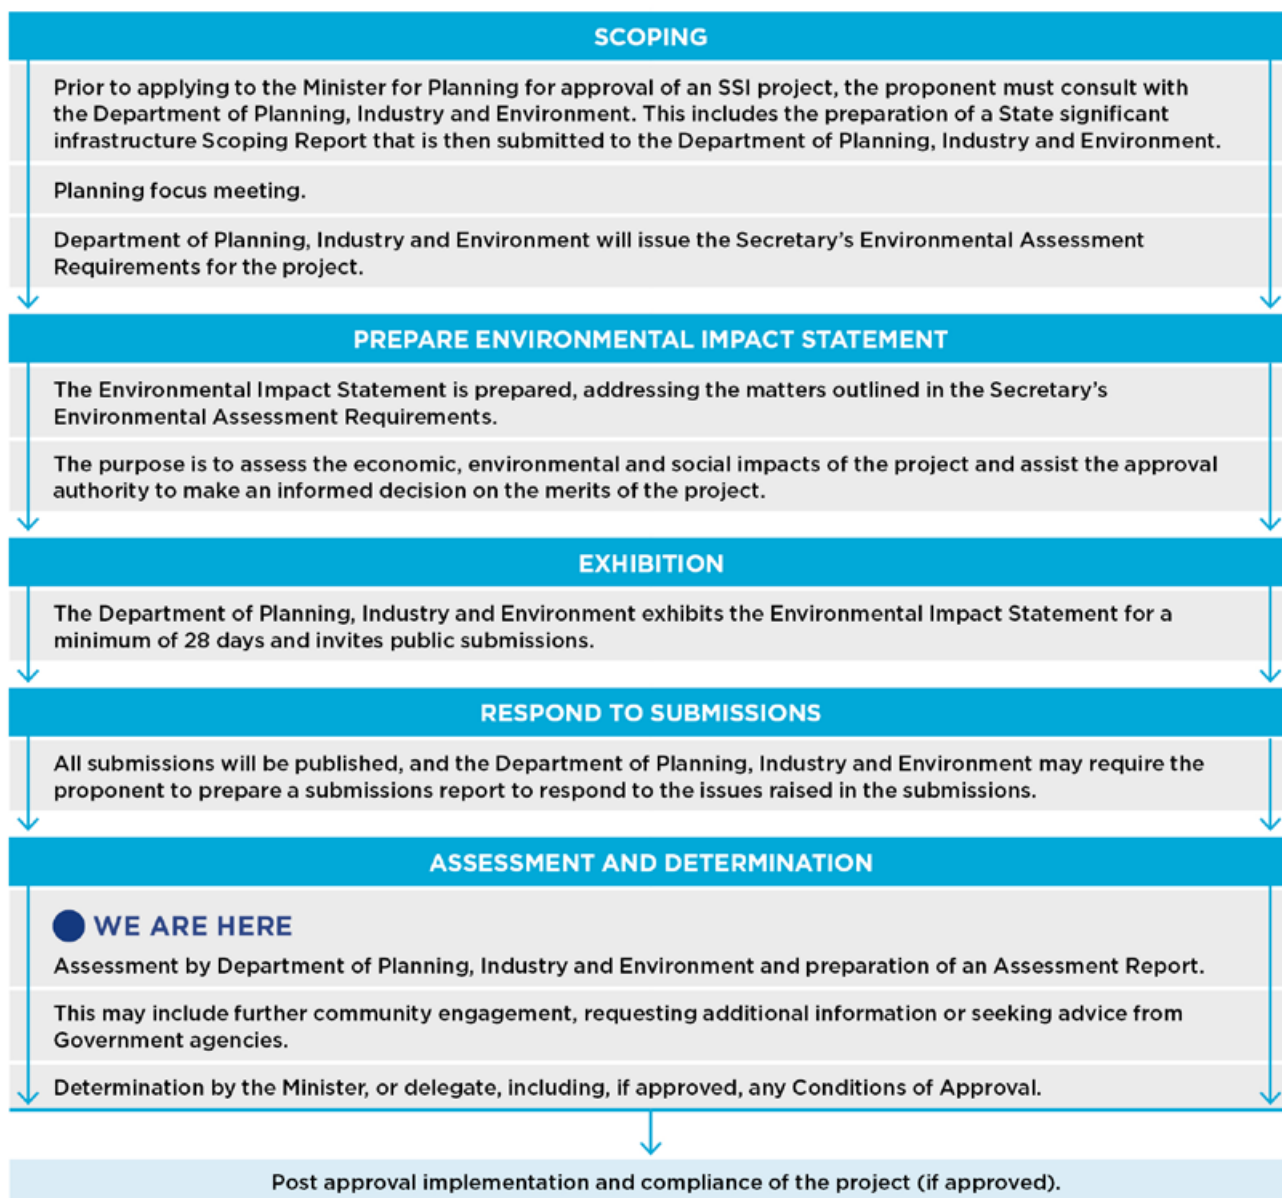 SCOPING
Prior to applying to the Minister for Planning for approval of an SSI project, the proponent must consult with
the Department of Planning, Industry and Environment. This includes the preparation of a State significant
infrastructure Scoping Report that is then submitted to the Department of Planning, Industry and Environment.
Planning focus meeting.
Department of Planning, Industry and Environment will issue the Secretary’s Environmental Assessment
Requirements for the project.
PREPARE ENVIRONMENTAL IMPACT STATEMENT
The Environmental Impact Statement is prepared, addressing the matters outlined in the Secretary’s
Environmental Assessment Requirements.
The purpose is to assess the economic, environmental and social impacts of the project and assist the approval
authority to make an informed decision on the merits of the project.
EXHIBITION
The Department of Planning, Industry and Environment exhibits the Environmental Impact Statement for a
minimum of 28 days and invites public submissions.
RESPOND TO SUBMISSIONS
All submissions will be published, and the Department of Planning, Industry and Environment may require the
proponent to prepare a submissions report to respond to the issues raised in the submissions.
ASSESSMENT AND DETERMINATION
WE ARE HERE
Assessment by Department of Planning, Industry and Environment and preparation of an Assessment Report.
This may include further community engagement, requesting additional information or seeking advice from
Government agencies.
Determination by the Minister, or delegate, including, if approved, any Conditions of Approval.
Post approval implementation and compliance of the project (if approved).